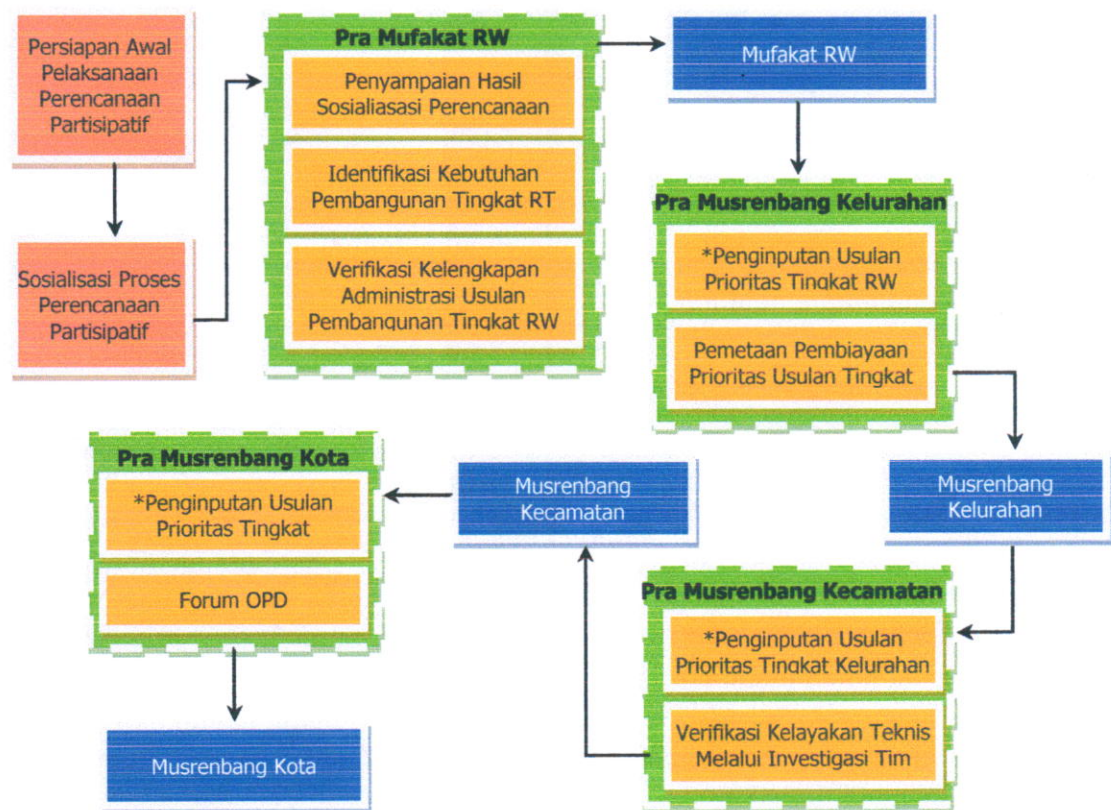 Persiapan Awal
Pelaksanaan
Perencanaan
Partisipatif
Sosialisasi Proses
Perencanaan
Partisipatif
Pra Mufakat RW
Penyampaian Hasil
Sosialiasasi Perencanaan
Identifikasi Kebutuhan
Pembangunan Tingkat RT
Verifikasi Kelengkapan
Administrasi Usulan
Pembangunan Tingkat RW
Mufakat RW
Pra Musrenbang Kelurahan
*Penginputan Usulan
Prioritas Tingkat RW
Pemetaan Pembiayaan
Prioritas Usulan Tingkat
Musrenbang
Kelurahan
Pra Musrenbang Kecamatan
*Penginputan Usulan
Prioritas Tingkat Kelurahan
Verifikasi Kelayakan Teknis
Melalui Investigasi Tim
Musrenbang
Kecamatan
Pra Musrenbang Kota
*Penginputan Usulan
Prioritas Tingkat
Forum OPD
Musrenbang Kota